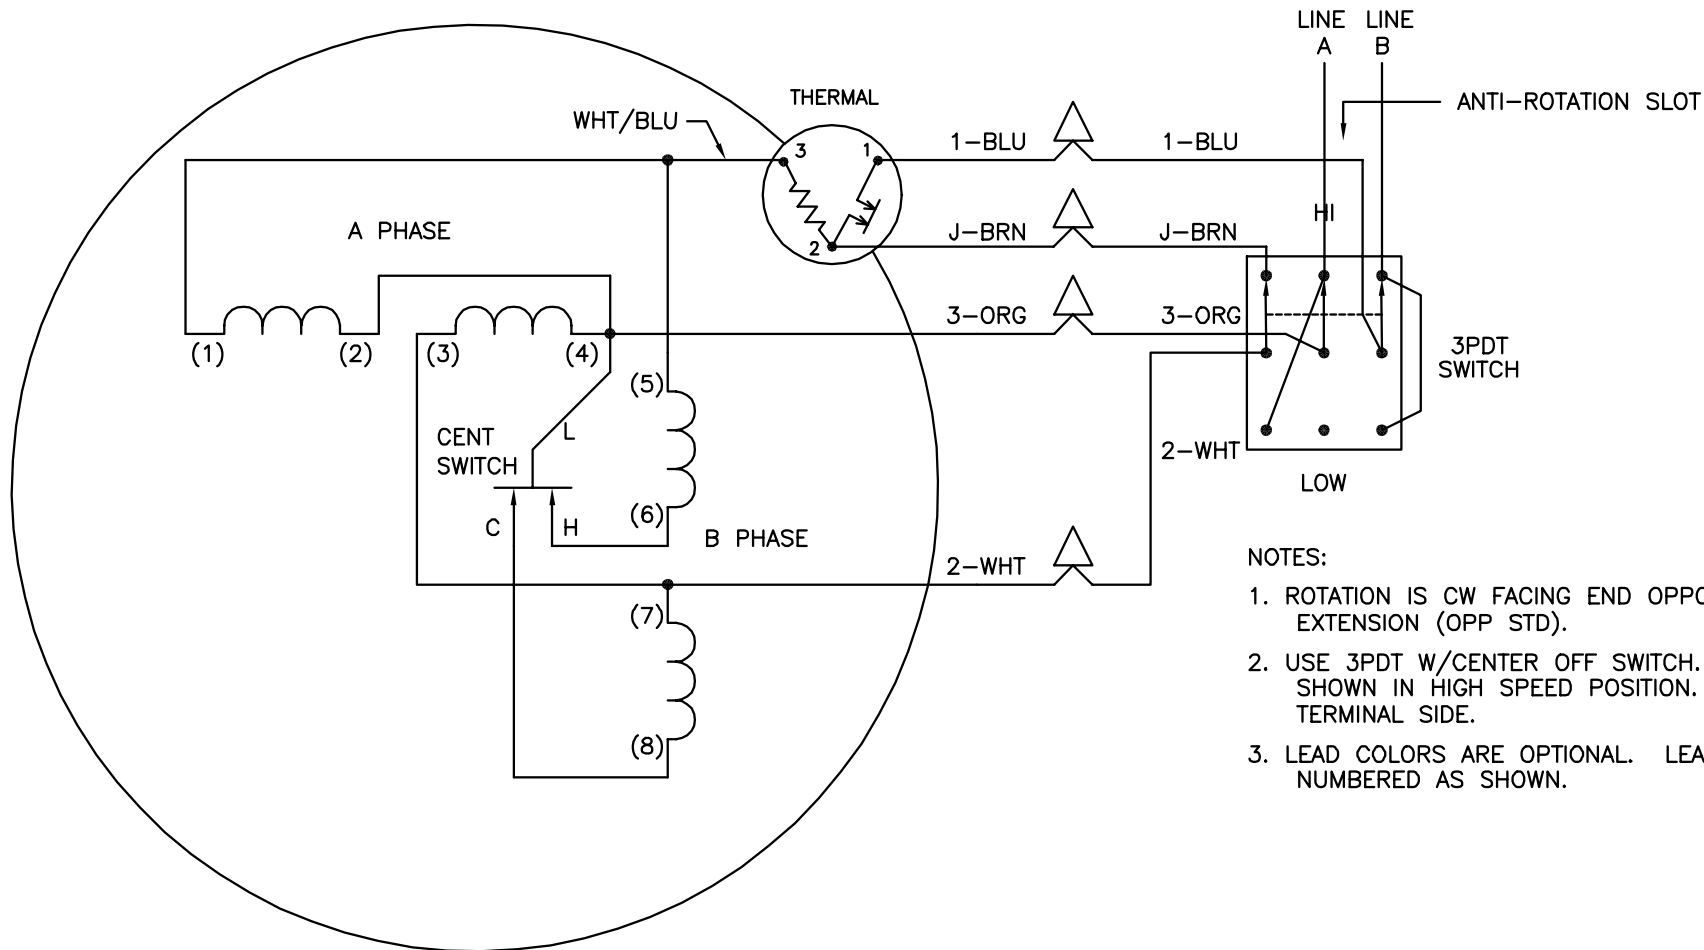 LINE LINE
A B
THERMAL
ANTI-ROTATION SLOT
WHT/BLU
3 1
1-BLU 1-BLU
HI
A PHASE
2
J-BRN J-BRN
3-ORG 3-ORG
(1) (2) (3) (4)
3PDT
SWITCH
(5)
CENT
SWITCH
L
2-WHT
LOW
(6)
C H
B PHASE
2-WHT
(7)
(8)
NOTES:
1. ROTATION IS CW FACING END
EXTENSION (OPP STD).
2. USE 3PDT W/CENTER OFF SWITCH.
SHOWN IN HIGH SPEED POSITION.
TERMINAL SIDE.
3. LEAD COLORS ARE OPTIONAL.
NUMBERED AS SHOWN.